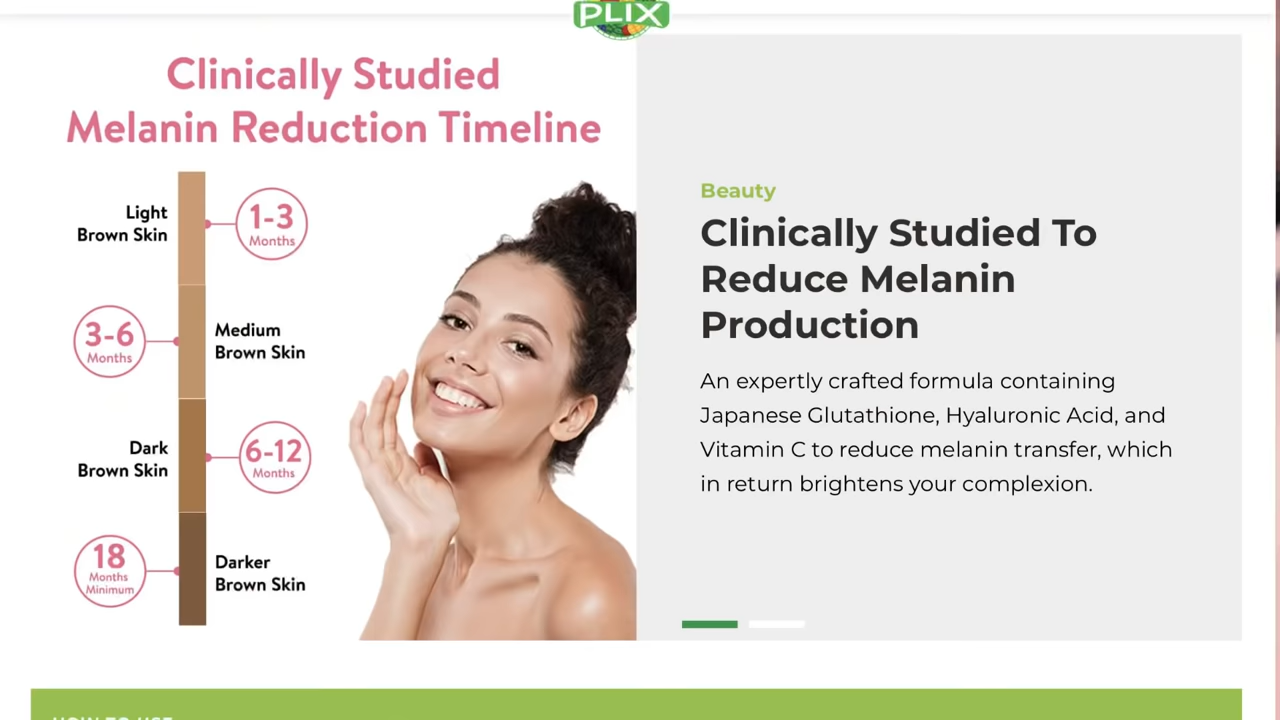 PLIX
Clinically Studied
Melanin Reduction Timeline
Light
Brown Skin
1-3
Months
3-6
Months
Medium
Brown Skin
Dark
Brown Skin
6-12
Months
18
Months
Minimum
Darker
Brown Skin
Beauty
Clinically Studied To
Reduce Melanin
Production
An expertly crafted formula containing
Japanese Glutathione, Hyaluronic Acid, and
Vitamin C to reduce melanin transfer, which
in return brightens your complexion.
HOW TO USE